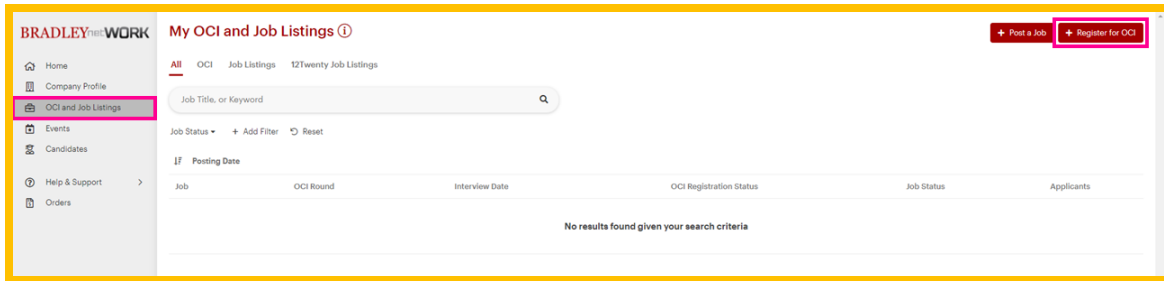 BRADLEYnetWORK
Home
Company Profile
OCI and Job Listings
Events
Candidates
Help & Support
Orders
My OCI and Job Listings
+ Post a Job
+ Register for OCI
All OCI Job Listings 12Twenty Job Listings
Job Title, or Keyword
Job Status + Add Filter Reset
Posting Date
Job OCI Round Interview Date OCI Registration Status Job Status Applicants
No results found given your search criteria